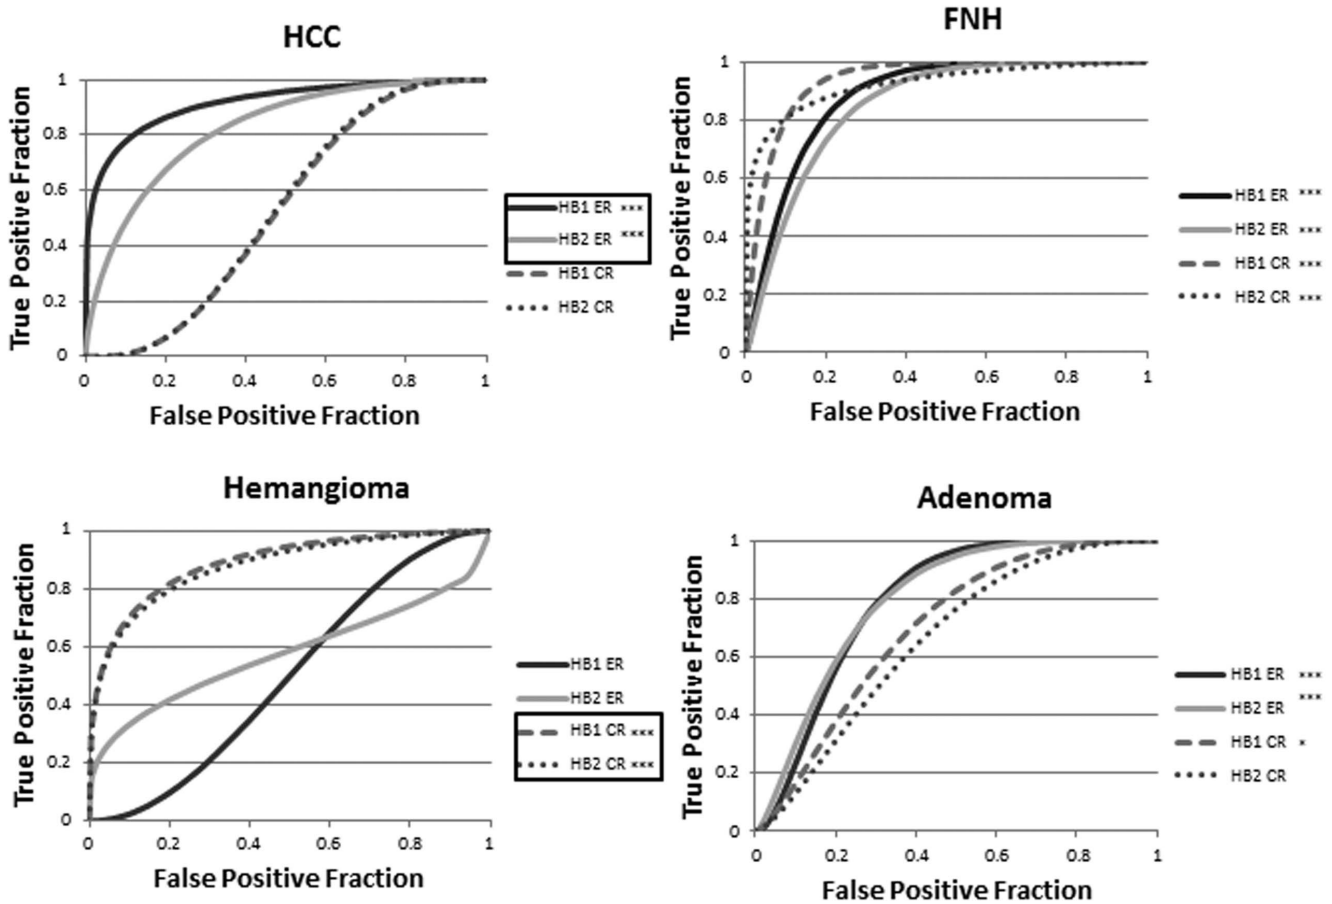 HCC
True Positive Fraction
1
0.8
0.6
0.4
0.2
0
0 0.2 0.4 0.6 0.8 1
False Positive Fraction
HB1 ER ***
HB2 ER ***
HB1 CR
HB2 CR
FNH
True Positive Fraction
1
0.8
0.6
0.4
0.2
0
0 0.2 0.4 0.6 0.8 1
False Positive Fraction
HB1 ER ***
HB2 ER ***
HB1 CR ***
HB2 CR ***
Hemangioma
True Positive Fraction
1
0.8
0.6
0.4
0.2
0
0 0.2 0.4 0.6 0.8 1
False Positive Fraction
HB1 ER
HB2 ER
HB1 CR ***
HB2 CR ***
Adenoma
True Positive Fraction
1
0.8
0.6
0.4
0.2
0
0 0.2 0.4 0.6 0.8 1
False Positive Fraction
HB1 ER ***
HB2 ER ***
HB1 CR *
HB2 CR